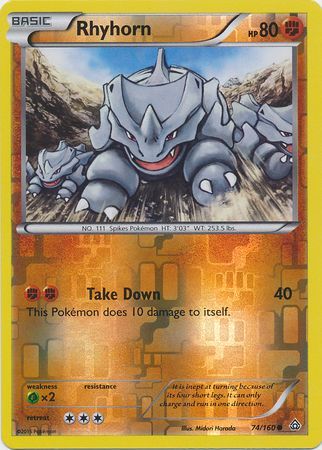 BASIC
Rhyhorn HP 80
NO. 111 Spikes Pokémon HT: 3'03" WT: 253.5 lbs.
Take Down 40
This Pokémon does 10 damage to itself.
weakness resistance
×2
retreat
It is inept at turning because of
its four short legs. It can only
charge and run in one direction.
©2015 Pokémon
Illus. Midori Harada
74/160